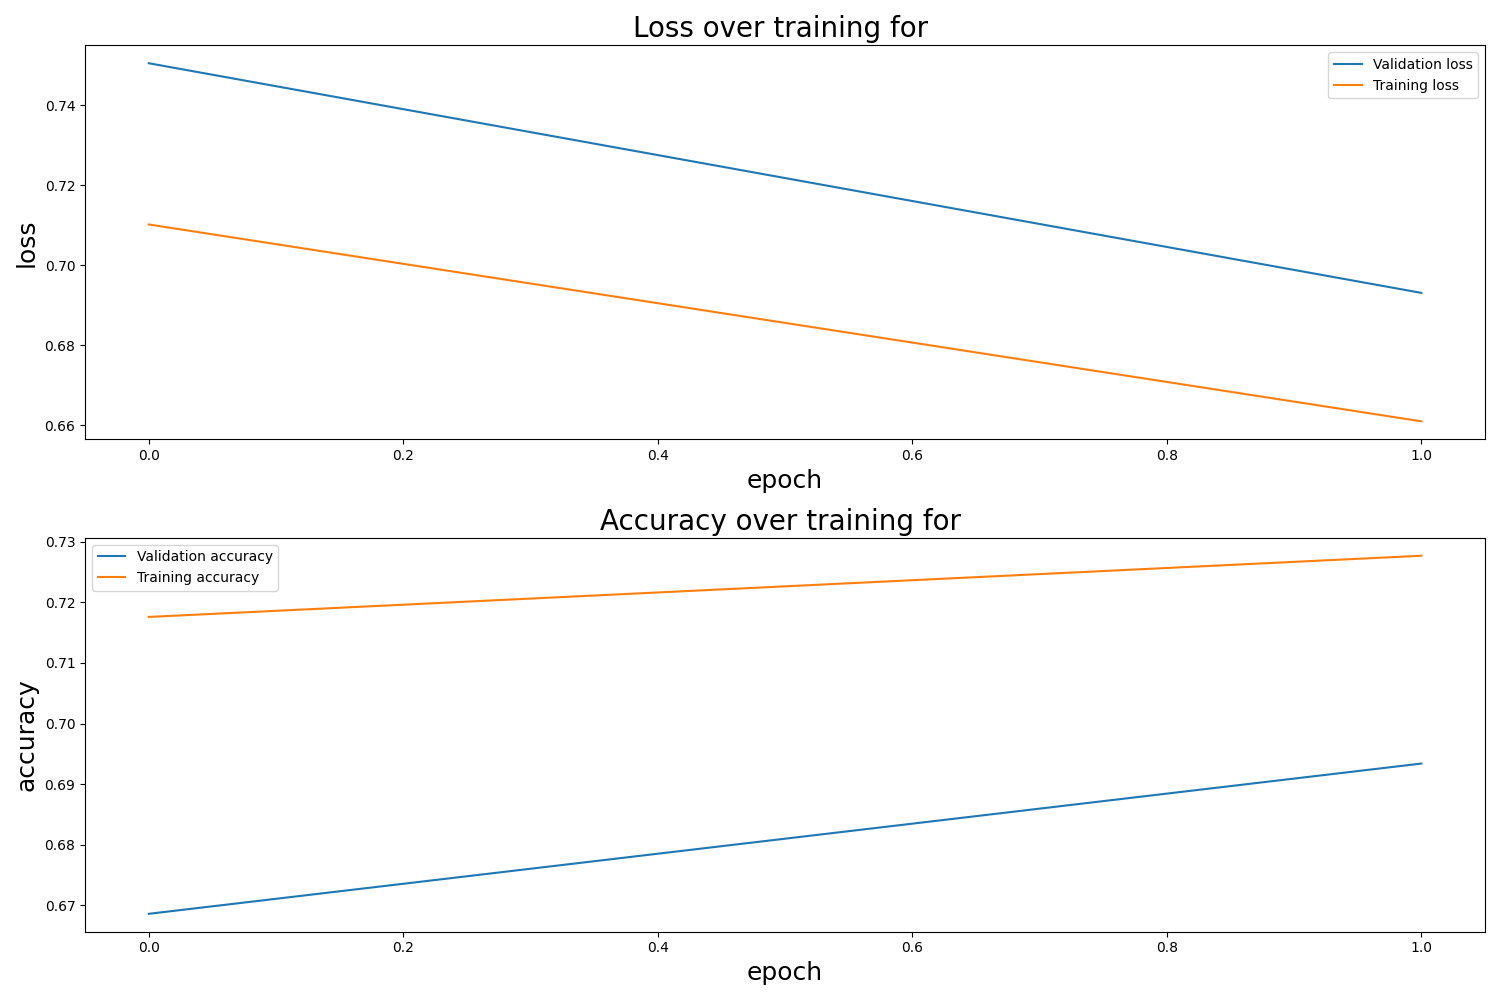 Loss over training for
Validation loss
Training loss
0.74
0.72
0.70
0.68
0.66
loss
0.0 0.2 0.4 0.6 0.8 1.0
epoch
Accuracy over training for
Validation accuracy
Training accuracy
0.73
0.72
0.71
0.70
0.69
0.68
0.67
accuracy
0.0 0.2 0.4 0.6 0.8 1.0
epoch